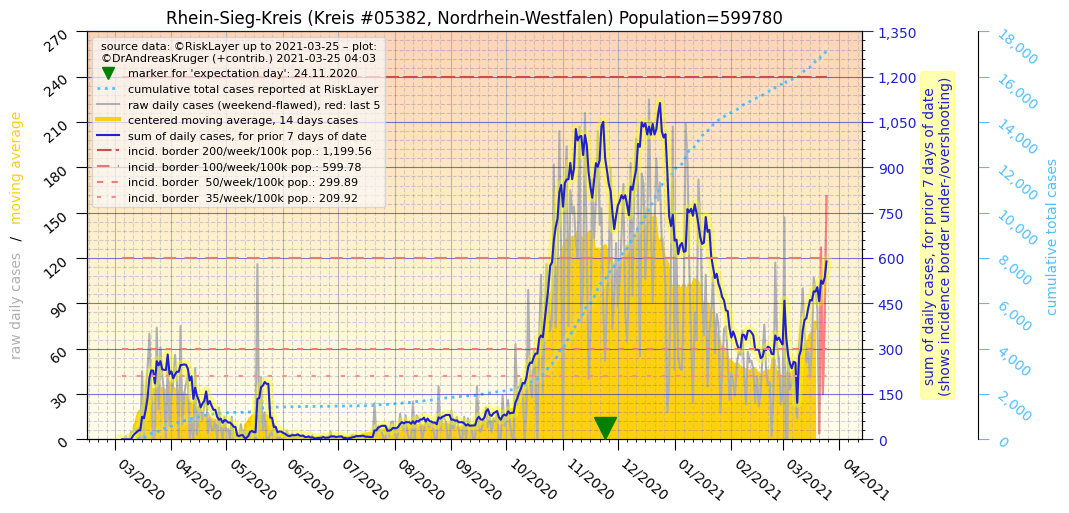 Rhein-Sieg-Kreis (Kreis #05382, Nordrhein-Westfalen) Population=599780
source data: ©RiskLayer up to 2021-03-25 – plot:
©DrAndreasKruger (+contrib.) 2021-03-25 04:03
marker for 'expectation day': 24.11.2020
cumulative total cases reported at RiskLayer
raw daily cases (weekend-flawed), red: last 5
centered moving average, 14 days cases
sum of daily cases, for prior 7 days of date
incid. border 200/week/100k pop.: 1,199.56
incid. border 100/week/100k pop.: 599.78
incid. border  50/week/100k pop.: 299.89
incid. border  35/week/100k pop.: 209.92
raw daily cases / moving average
270
240
210
180
150
120
90
60
30
0
03/2020
04/2020
05/2020
06/2020
07/2020
08/2020
09/2020
10/2020
11/2020
12/2020
01/2021
02/2021
03/2021
04/2021
1,350
1,200
1,050
900
750
600
450
300
150
0
sum of daily cases, for prior 7 days of date
(shows incidence border under-/overshooting)
18,000
16,000
14,000
12,000
10,000
8,000
6,000
4,000
2,000
0
cumulative total cases